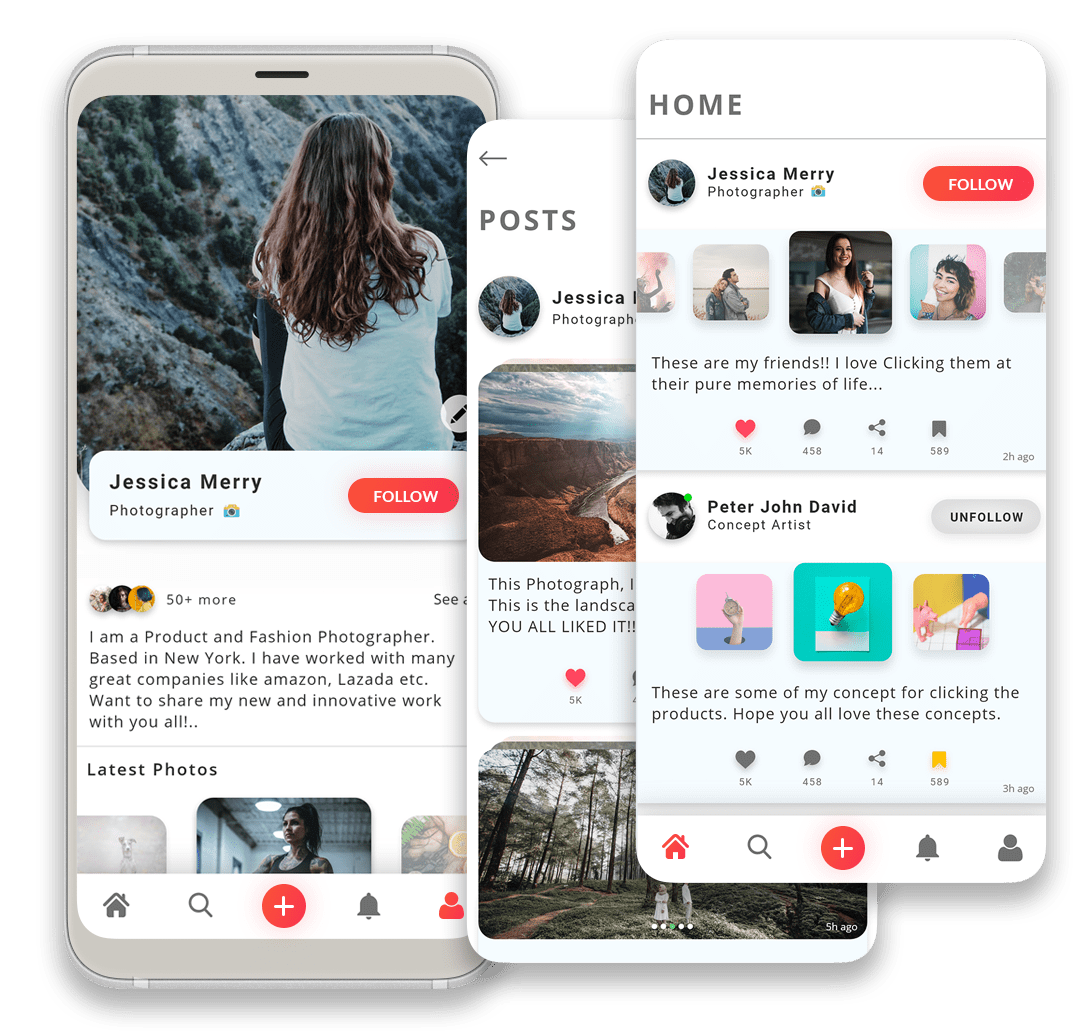 Jessica Merry
Photographer
FOLLOW
50+ more
See
I am a Product and Fashion Photographer.
Based in New York. I have worked with many
great companies like amazon, Lazada etc.
Want to share my new and innovative work
with you all!..
Latest Photos
POSTS
Jessica
Photographe
This Photograph, I
This is the landsca
YOU ALL LIKED IT!!
5K
5h ago
HOME
Jessica Merry
Photographer
FOLLOW
These are my friends!! I love Clicking them at
their pure memories of life...
5K 458 14 589
2h ago
Peter John David
Concept Artist
UNFOLLOW
These are some of my concept for clicking the
products. Hope you all love these concepts.
5K 458 14 589
3h ago